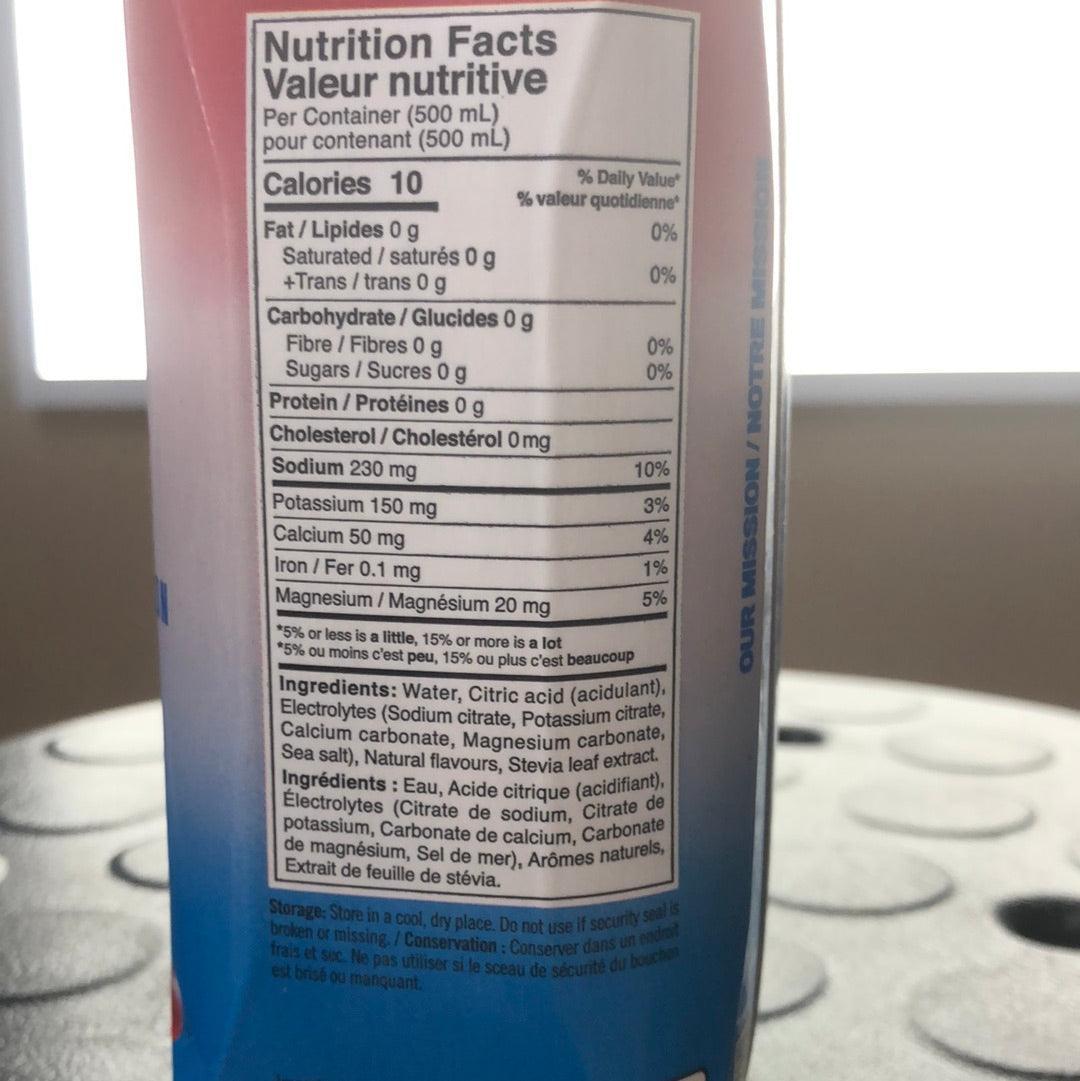 Nutrition Facts
Valeur nutritive
Per Container (500 mL)
pour contenant (500 mL)
Calories 10
% Daily Value*
% valeur quotidienne*
Fat / Lipides 0 g 0%
Saturated / saturés 0 g
+Trans / trans 0 g 0%
Carbohydrate / Glucides 0 g
Fibre / Fibres 0 g 0%
Sugars / Sucres 0 g 0%
Protein / Protéines 0 g
Cholesterol / Cholestérol 0 mg
Sodium 230 mg 10%
Potassium 150 mg 3%
Calcium 50 mg 4%
Iron / Fer 0.1 mg 1%
Magnesium / Magnésium 20 mg 5%
*5% or less is a little, 15% or more is a lot
*5% ou moins c'est peu, 15% ou plus c'est beaucoup
Ingredients: Water, Citric acid (acidulant),
Electrolytes (Sodium citrate, Potassium citrate,
Calcium carbonate, Magnesium carbonate,
Sea salt), Natural flavours, Stevia leaf extract.
Ingrédients : Eau, Acide citrique (acidifiant),
Électrolytes (Citrate de sodium, Citrate de
potassium, Carbonate de calcium, Carbonate
de magnésium, Sel de mer), Arômes naturels,
Extrait de feuille de stévia.
Storage: Store in a cool, dry place. Do not use if security seal is
broken or missing. / Conservation : Conserver dans un endroit
frais et sec. Ne pas utiliser si le sceau de sécurité du bouchon
est brisé ou manquant.
OUR MISSION / NOTRE MISSION